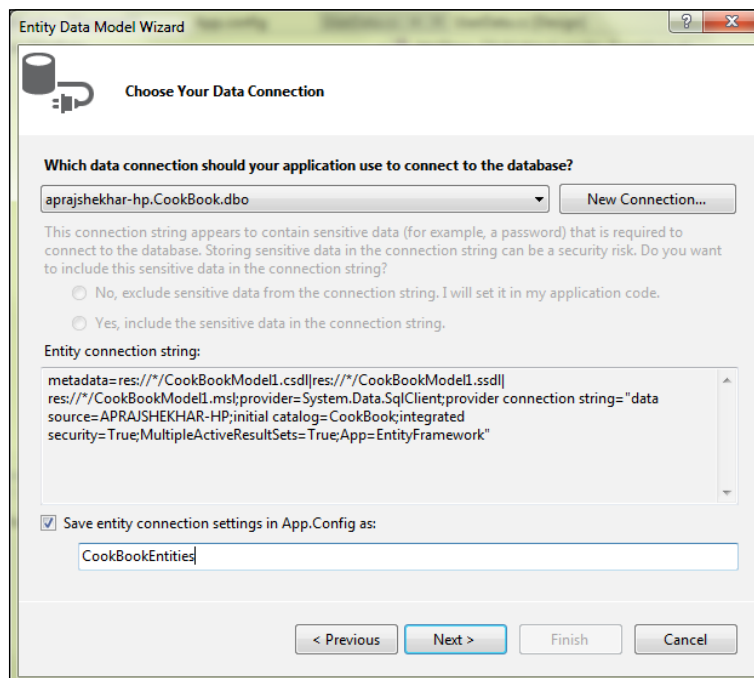 Entity Data Model Wizard
App.config
?
X
Choose Your Data Connection
Which data connection should your application use to connect to the database?
aprajshekhar-hp.CookBook.dbo
New Connection...
This connection string appears to contain sensitive data (for example, a password) that is required to
connect to the database. Storing sensitive data in the connection string can be a security risk. Do you want
to include this sensitive data in the connection string?
No, exclude sensitive data from the connection string. I will set it in my application code.
Yes, include the sensitive data in the connection string.
Entity connection string:
metadata=res://*/CookBookModel1.csdl|res://*/CookBookModel1.ssdl|
res://*/CookBookModel1.msl;provider=System.Data.SqlClient;provider connection string="data
source=APRAJSHEKHAR-HP;initial catalog=CookBook;integrated
security=True;MultipleActiveResultSets=True;App=EntityFramework"
Save entity connection settings in App.Config as:
CookBookEntities
< Previous
Next >
Finish
Cancel